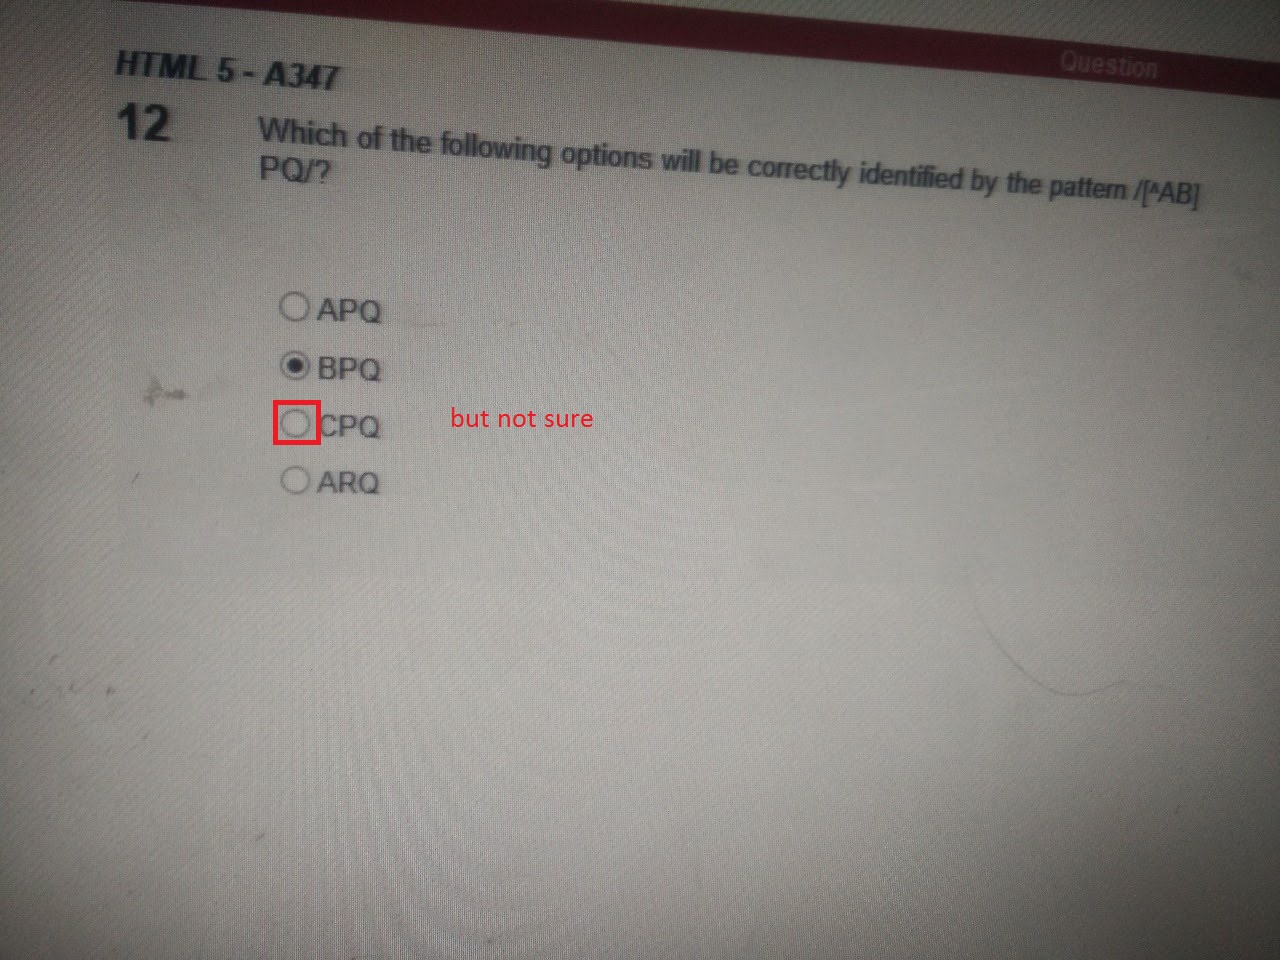 Question
HTML 5 - A347
12 Which of the following options will be correctly identified by the pattern /[^AB]
PQ/?
APQ
BPQ
CPQ but not sure
ARQ